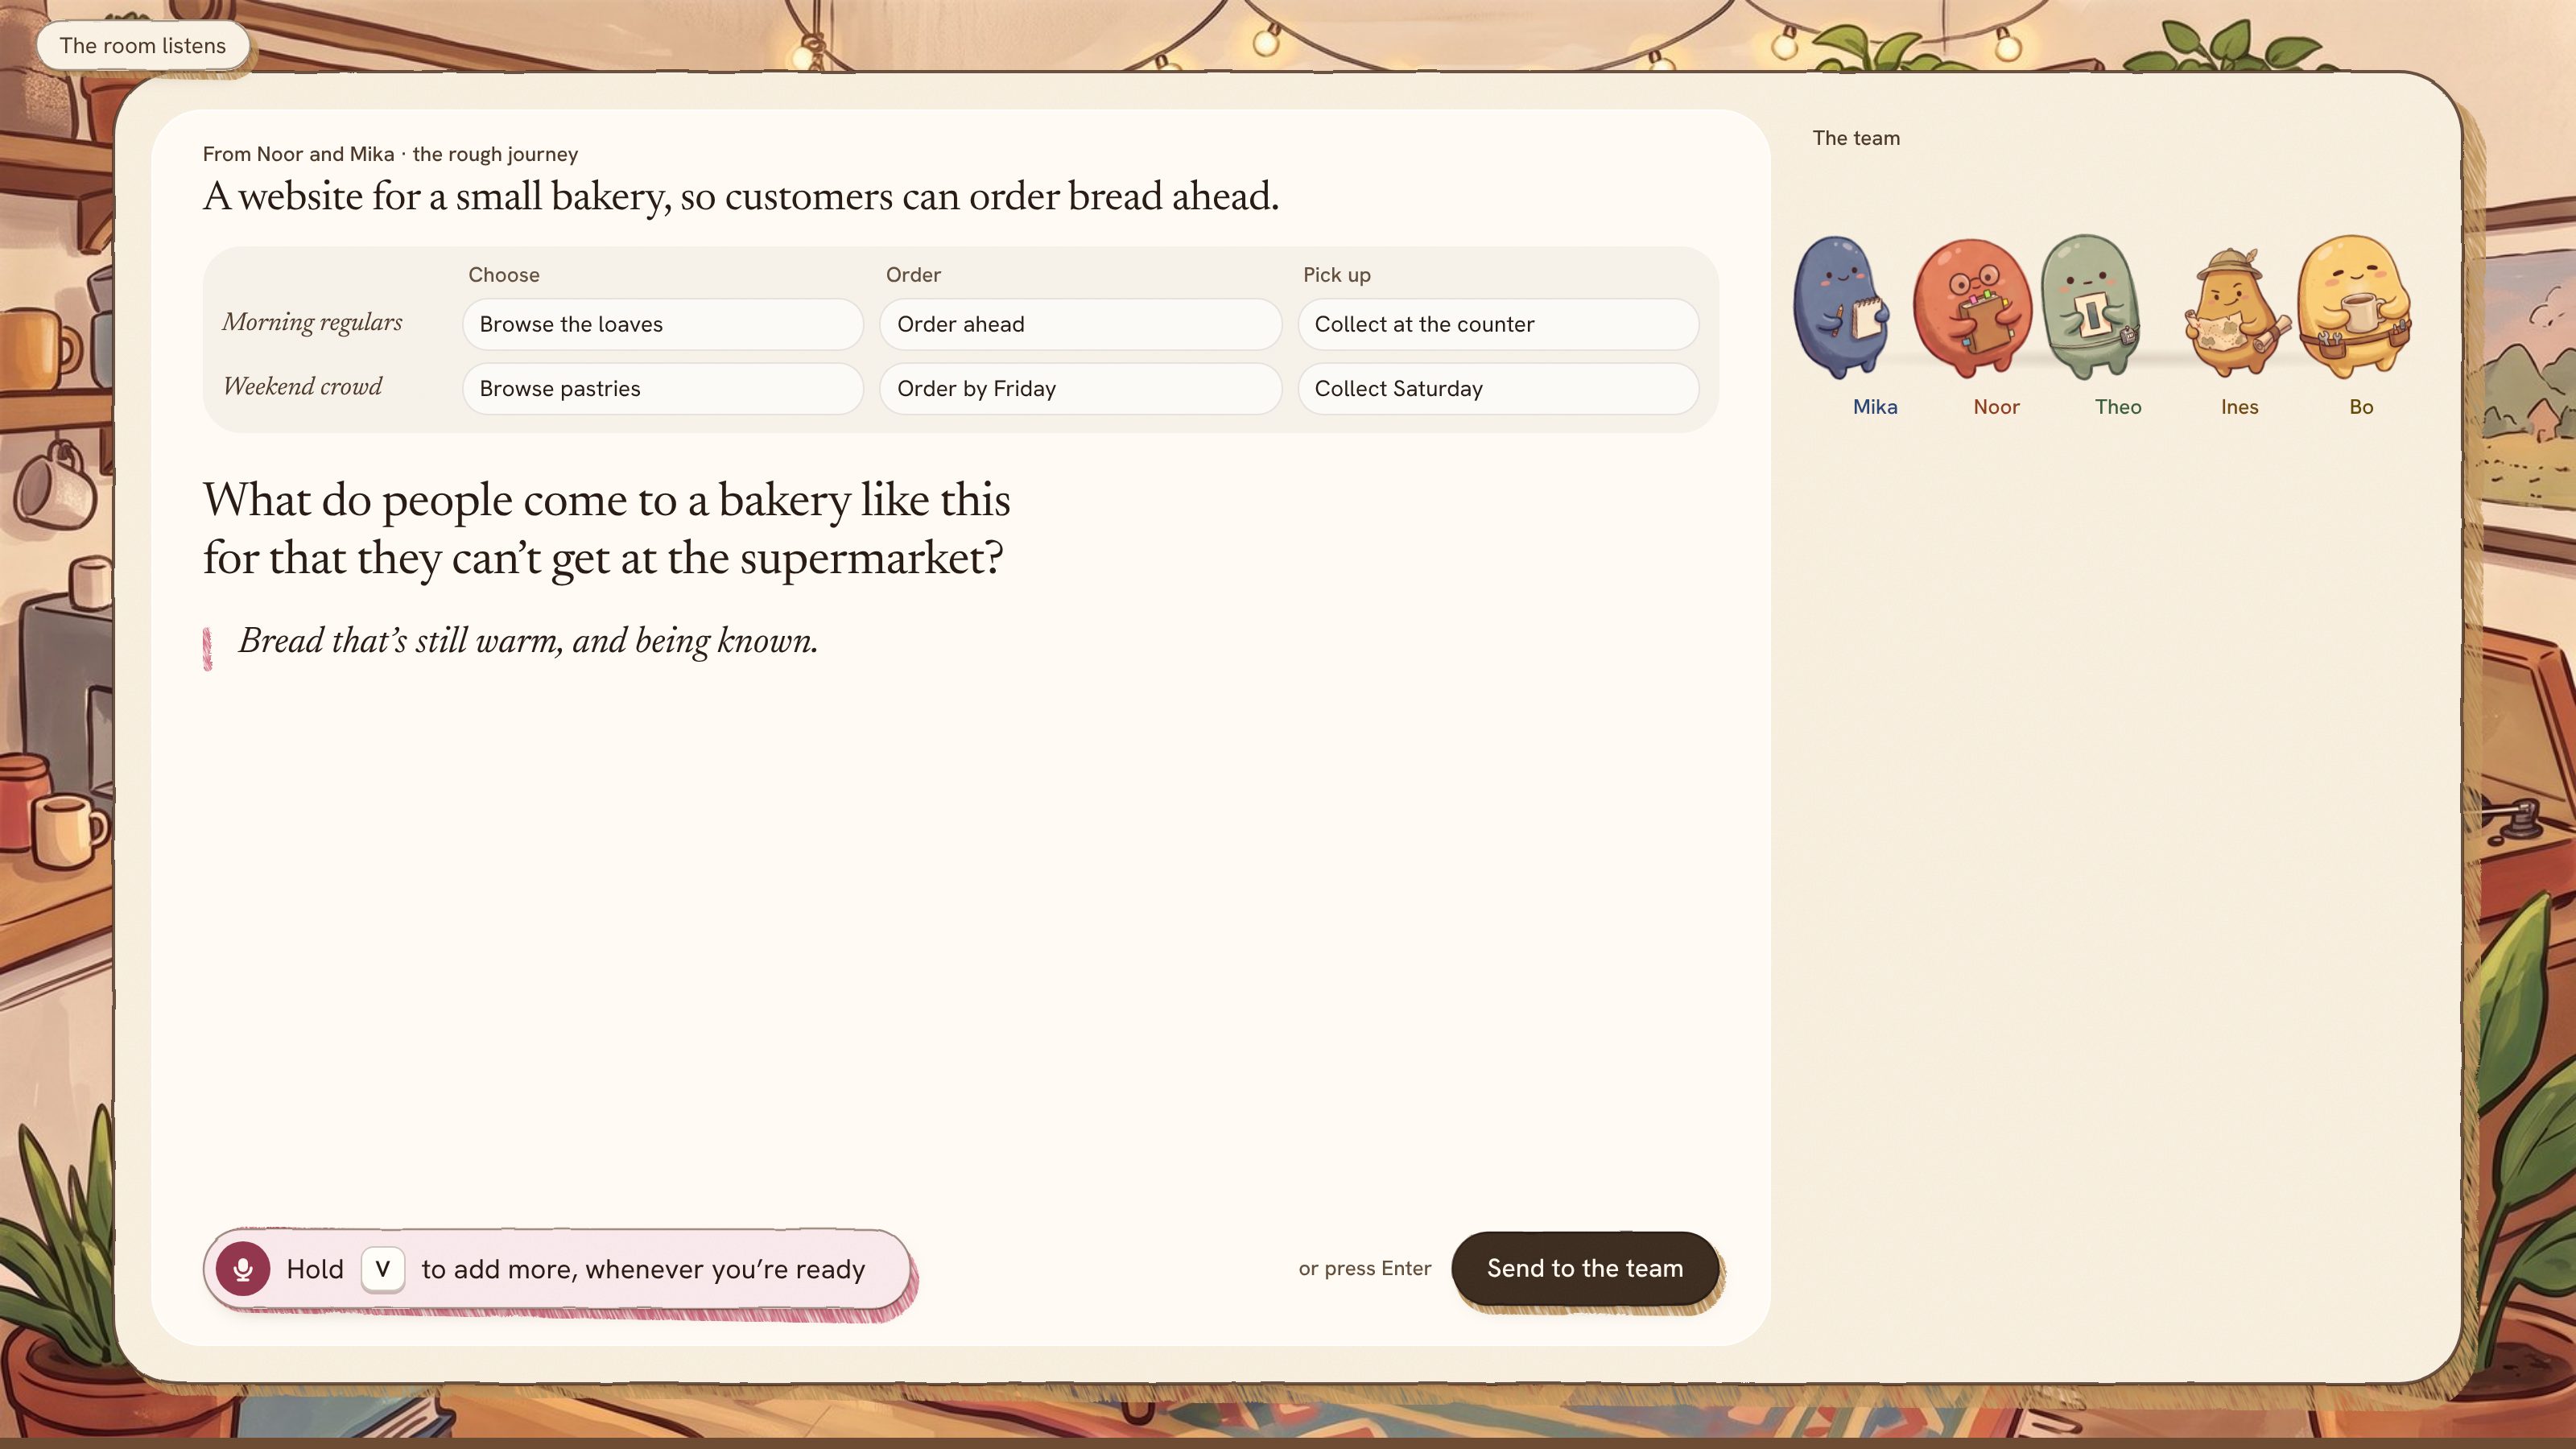 The room listens
From Noor and Mika · the rough journey
A website for a small bakery, so customers can order bread ahead.
Choose Order Pick up
Morning regulars Browse the loaves Order ahead Collect at the counter
Weekend crowd Browse pastries Order by Friday Collect Saturday
What do people come to a bakery like this
for that they can’t get at the supermarket?
Bread that’s still warm, and being known.
Hold V to add more, whenever you’re ready
or press Enter Send to the team
The team
Mika Noor Theo Ines Bo